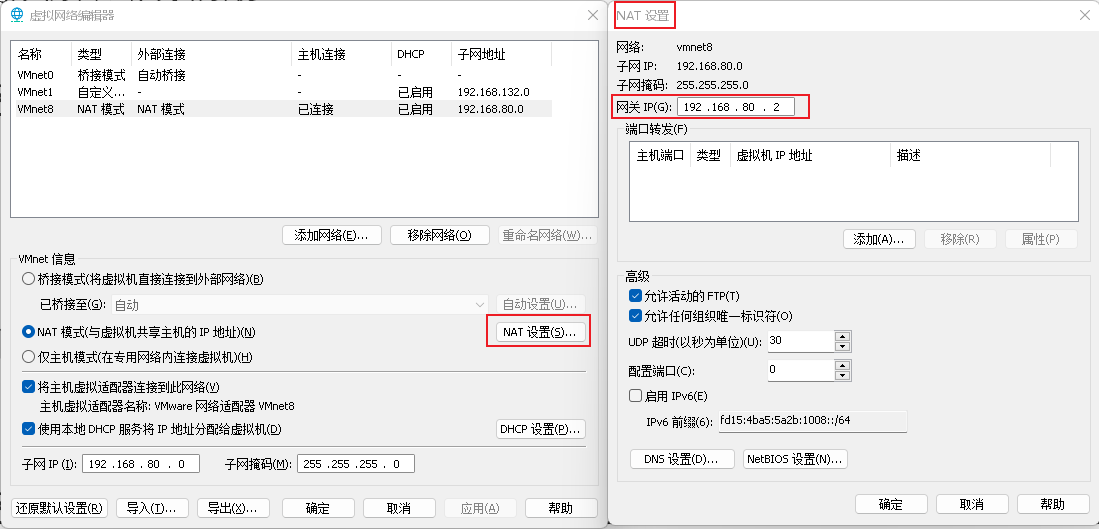 虚拟网络编辑器
名称 类型 外部连接 主机连接 DHCP 子网地址
VMnet0 桥接模式 自动桥接 - - -
VMnet1 自定义... - - 已启用 192.168.132.0
VMnet8 NAT 模式 NAT 模式 已连接 已启用 192.168.80.0
添加网络(E)... 移除网络(O) 重命名网络(W)...
VMnet 信息
桥接模式(将虚拟机直接连接到外部网络)(B)
已桥接至(G): 自动 自动设置(U)...
NAT 模式(与虚拟机共享主机的 IP 地址)(N) NAT 设置(S)...
仅主机模式(在专用网络内连接虚拟机)(H)
将主机虚拟适配器连接到此网络(V)
主机虚拟适配器名称: VMware 网络适配器 VMnet8
使用本地 DHCP 服务将 IP 地址分配给虚拟机(D) DHCP 设置(P)...
子网 IP (I): 192 .168 . 80 . 0 子网掩码(M): 255 .255 .255 . 0
还原默认设置(R) 导入(T)... 导出(X)... 确定 取消 应用(A) 帮助
NAT 设置
网络: vmnet8
子网 IP: 192.168.80.0
子网掩码: 255.255.255.0
网关 IP(G): 192 .168 . 80 . 2
端口转发(F)
主机端口 类型 虚拟机 IP 地址 描述
添加(A)... 移除(R) 属性(P)
高级
允许活动的 FTP(T)
允许任何组织唯一标识符(O)
UDP 超时(以秒为单位)(U): 30
配置端口(C): 0
启用 IPv6(E)
IPv6 前缀(6): fd15:4ba5:5a2b:1008::/64
DNS 设置(D)... NetBIOS 设置(N)...
确定 取消 帮助